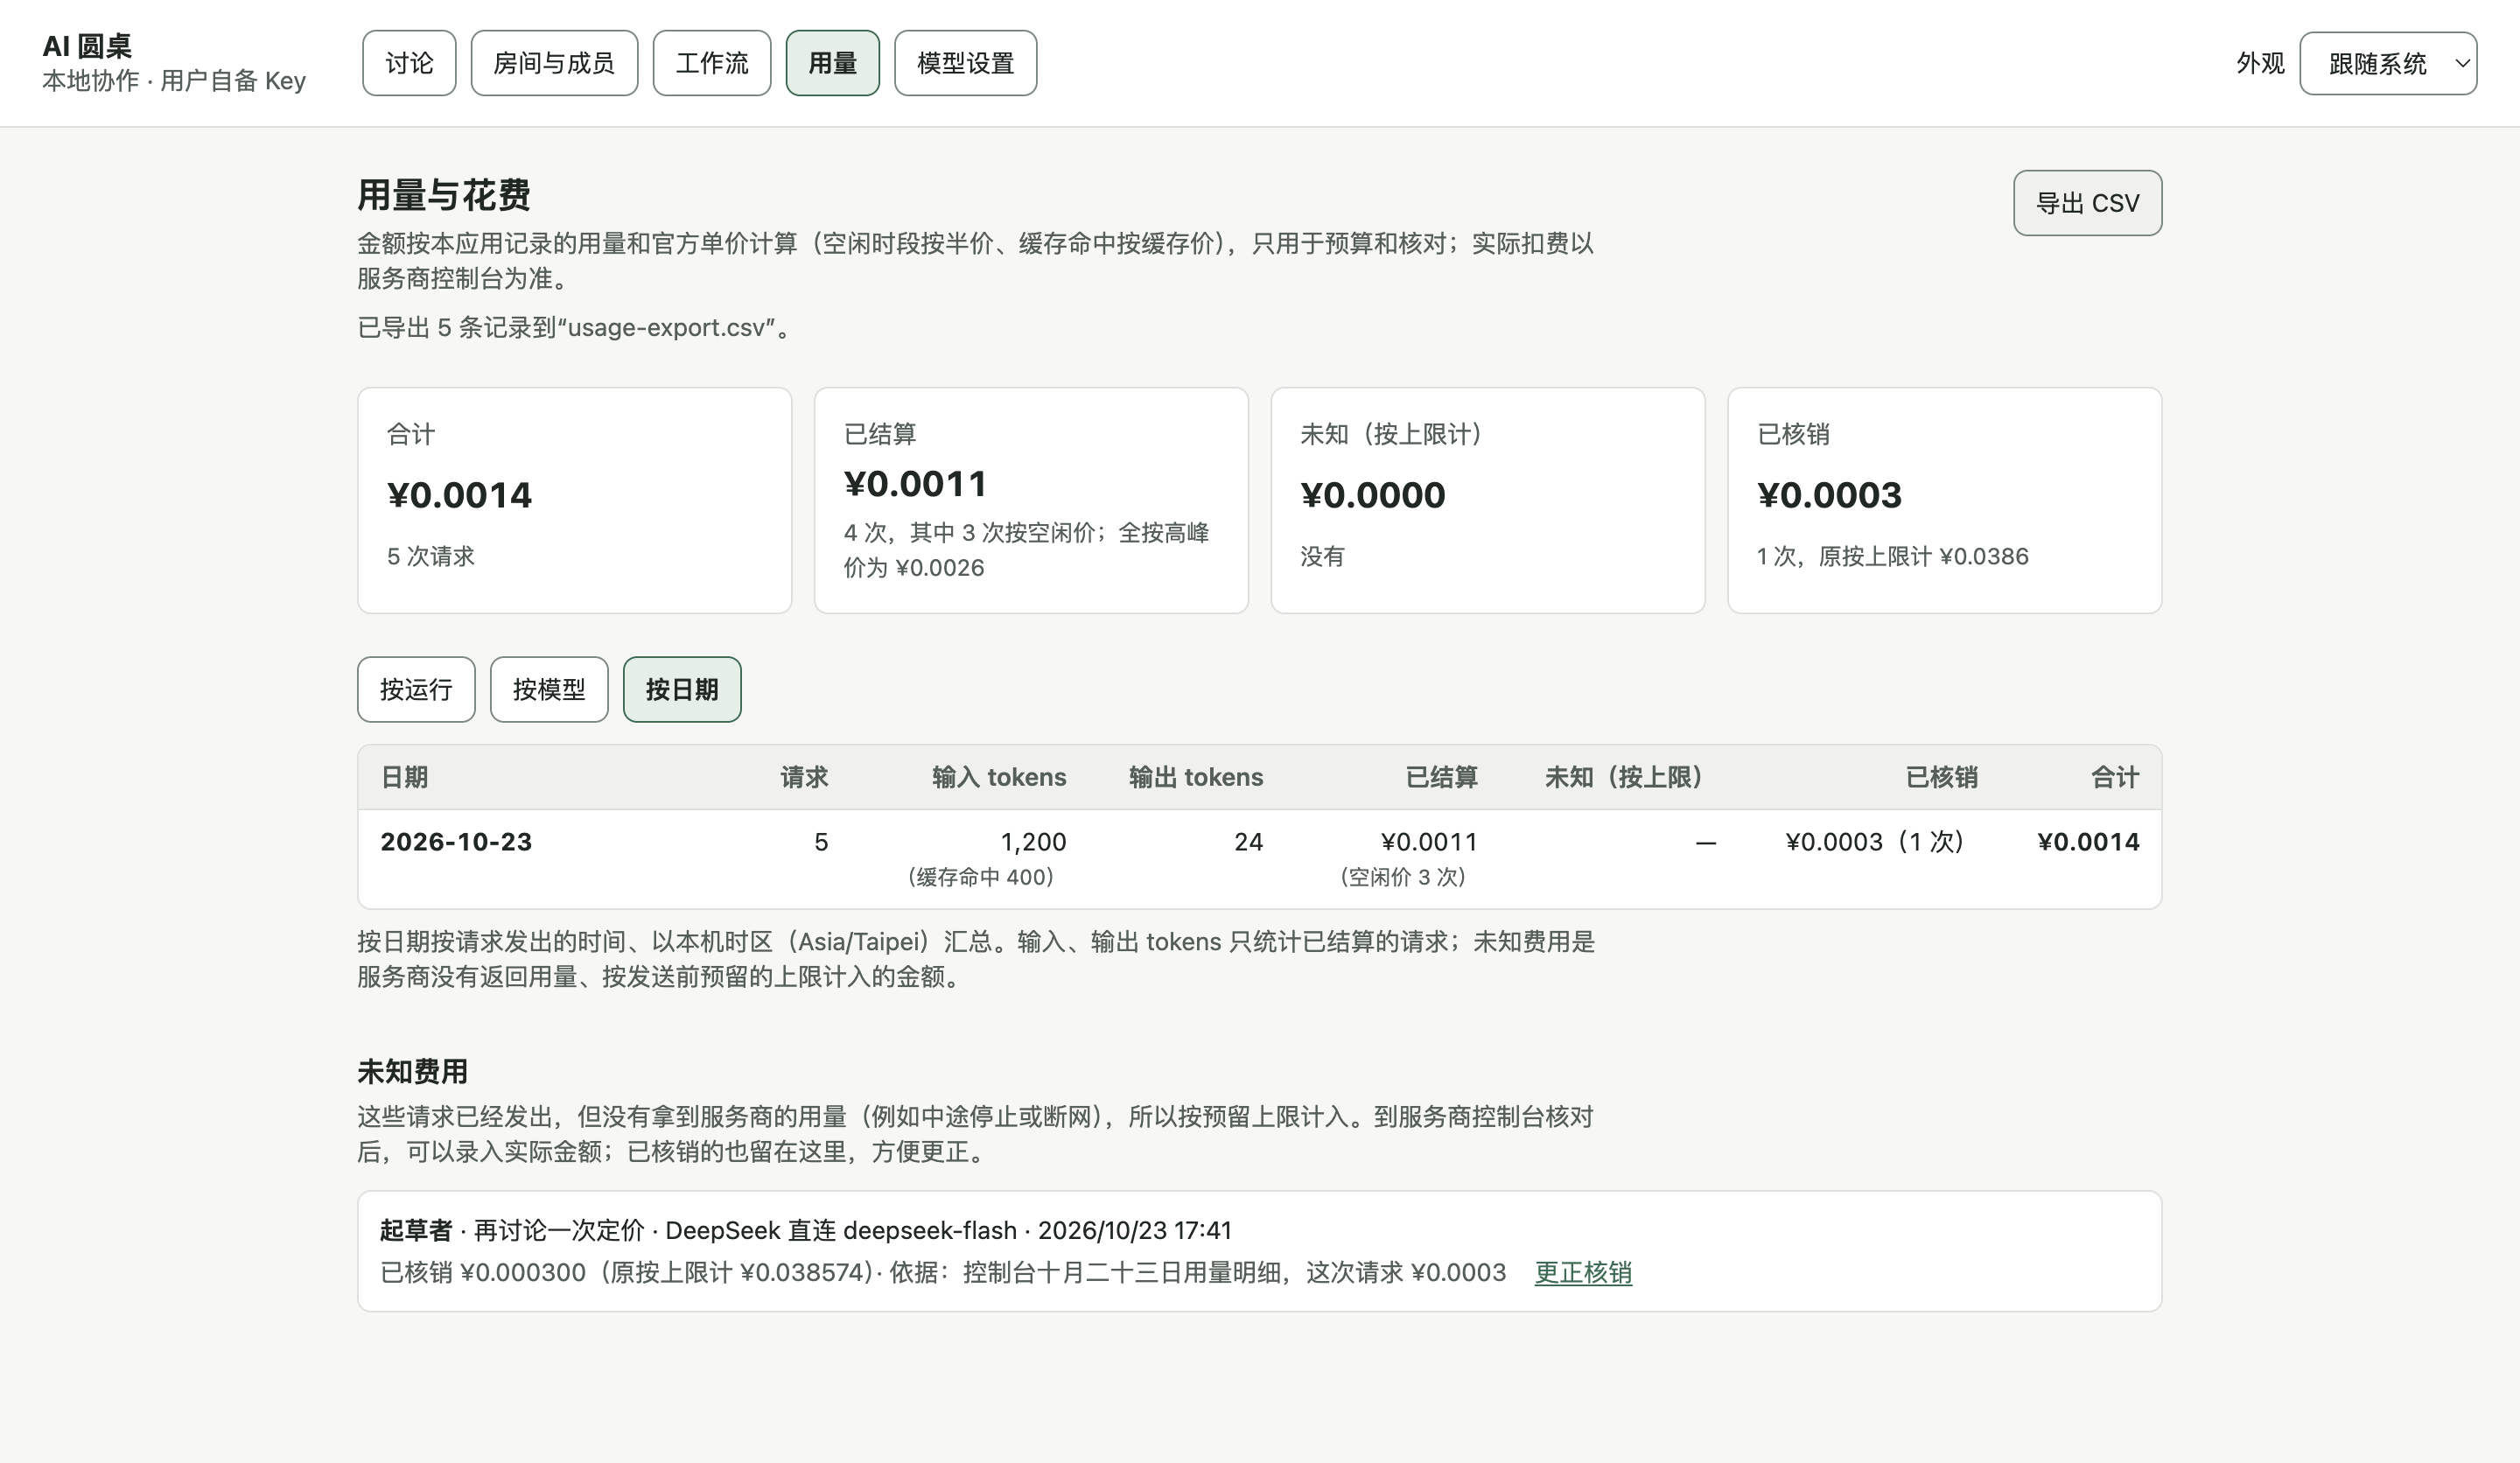 AI 圆桌
本地协作 · 用户自备 Key
讨论
房间与成员
工作流
用量
模型设置
外观
跟随系统
用量与花费
导出 CSV
金额按本应用记录的用量和官方单价计算（空闲时段按半价、缓存命中按缓存价），只用于预算和核对；实际扣费以
服务商控制台为准。
已导出 5 条记录到“usage-export.csv”。
合计
¥0.0014
5 次请求
已结算
¥0.0011
4 次，其中 3 次按空闲价；全按高峰
价为 ¥0.0026
未知（按上限计）
¥0.0000
没有
已核销
¥0.0003
1 次，原按上限计 ¥0.0386
按运行
按模型
按日期
日期 请求 输入 tokens 输出 tokens 已结算 未知（按上限） 已核销 合计
2026-10-23 5 1,200 24 ¥0.0011 — ¥0.0003（1 次） ¥0.0014
（缓存命中 400） （空闲价 3 次）
按日期按请求发出的时间、以本机时区（Asia/Taipei）汇总。输入、输出 tokens 只统计已结算的请求；未知费用是
服务商没有返回用量、按发送前预留的上限计入的金额。
未知费用
这些请求已经发出，但没有拿到服务商的用量（例如中途停止或断网），所以按预留上限计入。到服务商控制台核对
后，可以录入实际金额；已核销的也留在这里，方便更正。
起草者 · 再讨论一次定价 · DeepSeek 直连 deepseek-flash · 2026/10/23 17:41
已核销 ¥0.000300（原按上限计 ¥0.038574）· 依据：控制台十月二十三日用量明细，这次请求 ¥0.0003 更正核销